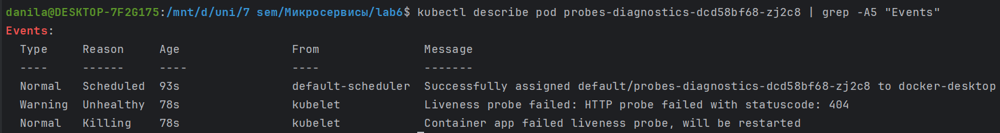 danila@DESKTOP-7F2G175:/mnt/d/uni/7 sem/Микросервисы/lab6$ kubectl describe pod probes-diagnostics-dcd58bf68-zj2c8 | grep -A5 "Events"
Events:
  Type     Reason     Age                From               Message
  ----     ------     ----               ----               -------
  Normal   Scheduled  93s                default-scheduler  Successfully assigned default/probes-diagnostics-dcd58bf68-zj2c8 to docker-desktop
  Warning  Unhealthy  78s                kubelet            Liveness probe failed: HTTP probe failed with statuscode: 404
  Normal   Killing    78s                kubelet            Container app failed liveness probe, will be restarted